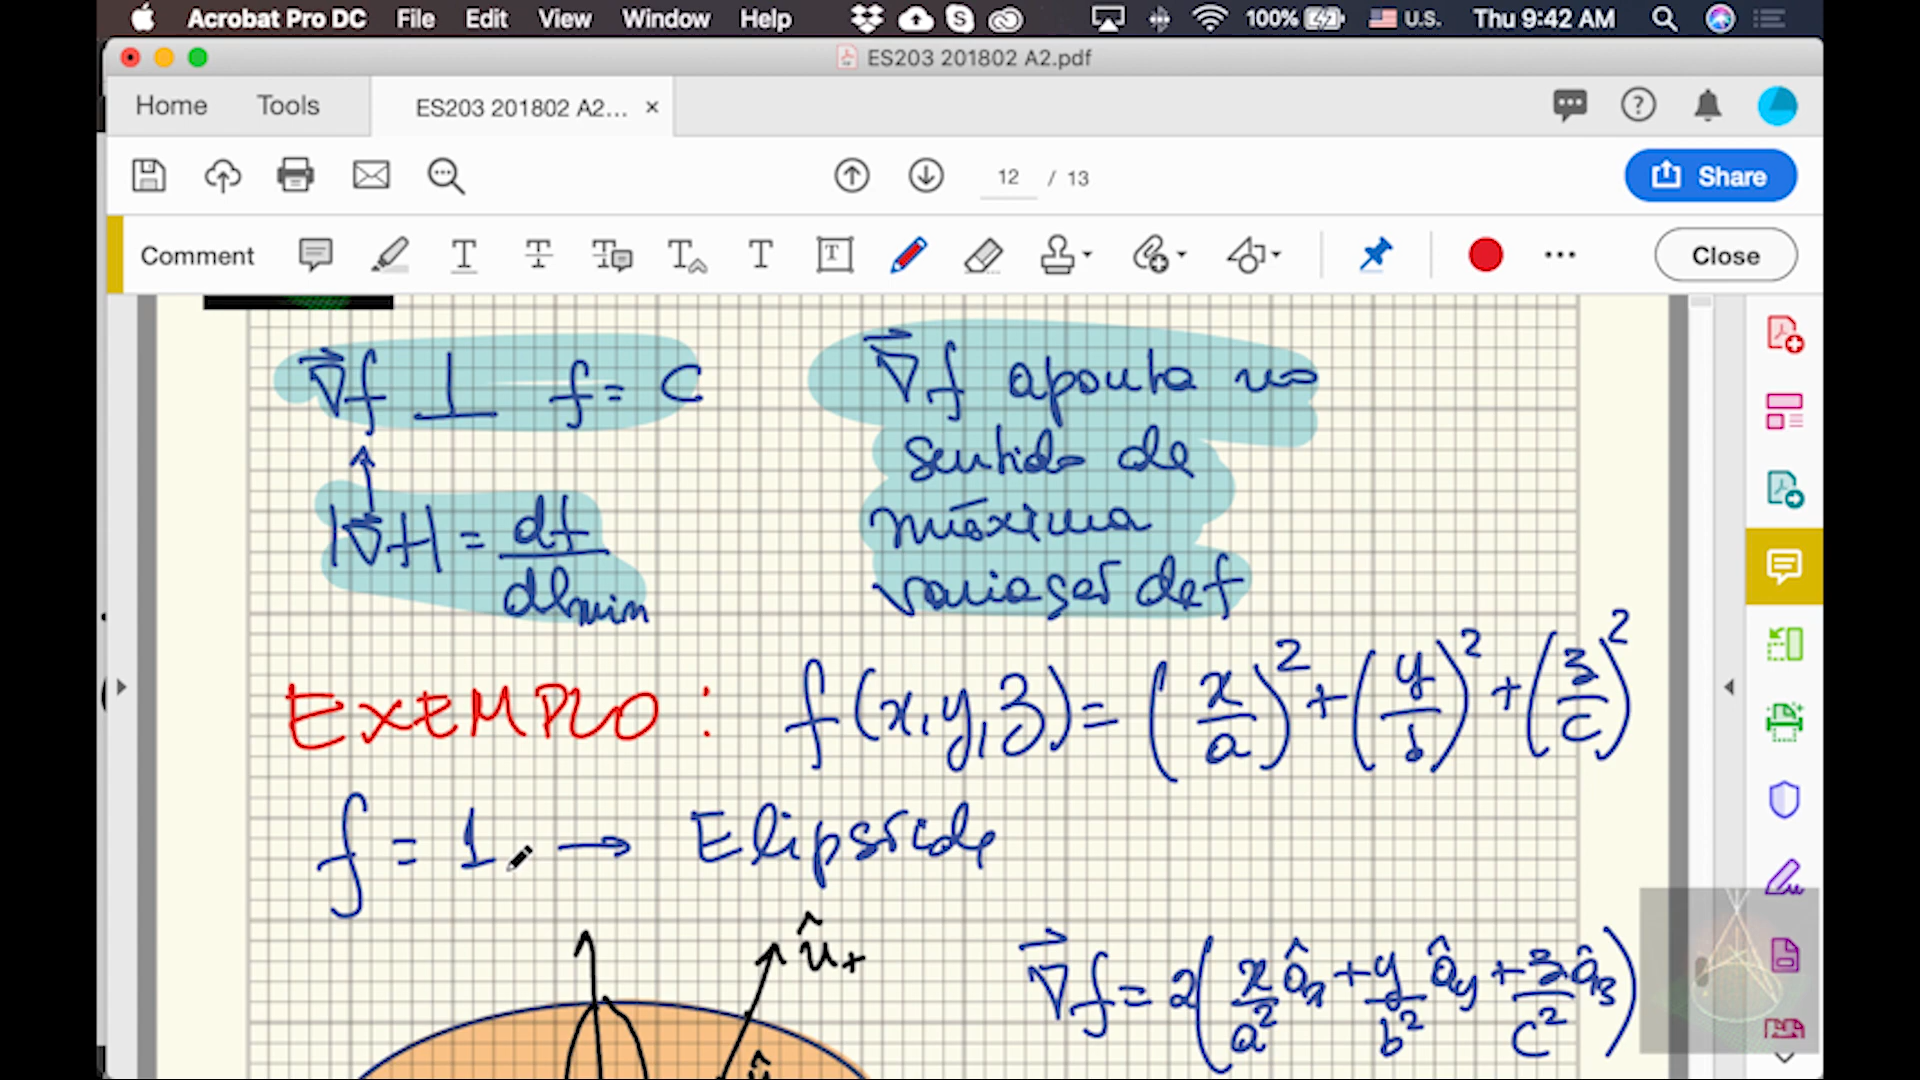 Acrobat Pro DC File Edit View Window Help 100% U.S. Thu 9:42 AM
ES203 201802 A2.pdf
Home Tools ES203 201802 A2... ×
12 / 13 Share
Comment T T T T T T Close
∇⃗f ⊥ f = C
|∇⃗f| = df/dlmin
∇⃗f aponta no
sentido de
máxima
variação de f
EXEMPLO: f(x,y,z) = (x/a)² + (y/b)² + (z/c)²
f = 1 → Elipsóide
û+
û
∇⃗f = 2(x/a² âx + y/b² ây + z/c² âz)